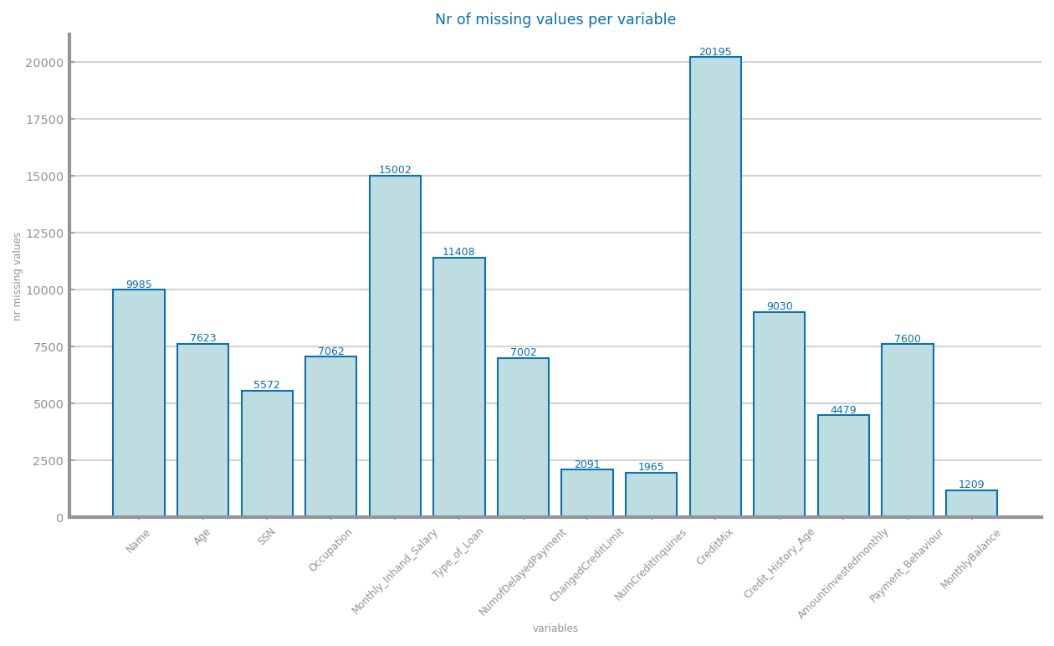 Nr of missing values per variable
nr missing values
20000
17500
15000
12500
10000
7500
5000
2500
0
9985
7623
5572
7062
15002
11408
7002
2091
1965
20195
9030
4479
7600
1209
Name
Age
SSN
Occupation
Monthly_Inhand_Salary
Type_of_Loan
NumofDelayedPayment
ChangedCreditLimit
NumCreditInquiries
CreditMix
Credit_History_Age
Amountinvestedmonthly
Payment_Behaviour
MonthlyBalance
variables